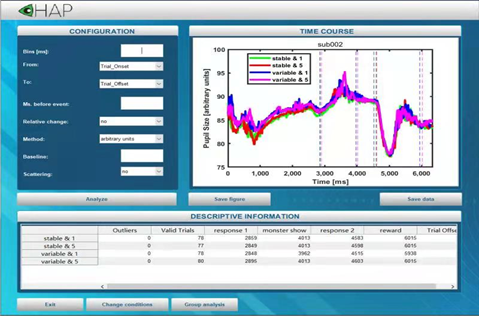 CHAP
CONFIGURATION
Bins [ms]:
From: Trial_Onset
To: Trial_Offset
Ms. before event:
Relative change: no
Method: arbitrary units
Baseline:
Scattering: no
Analyze
TIME COURSE
sub002
stable & 1
stable & 5
variable & 1
variable & 5
Pupil Size [arbitrary units]
100
95
90
85
80
75
0 1,000 2,000 3,000 4,000 5,000 6,000
Time [ms]
Save figure
Save data
DESCRIPTIVE INFORMATION
Outliers Valid Trials response 1 monster show response 2 reward Trial Offse
stable & 1 0 79 2859 4013 4583 6015
stable & 5 0 77 2849 4013 4598 6015
variable & 1 0 78 2848 3962 4515 5938
variable & 5 0 80 2895 4013 4603 6015
Exit
Change conditions
Group analysis